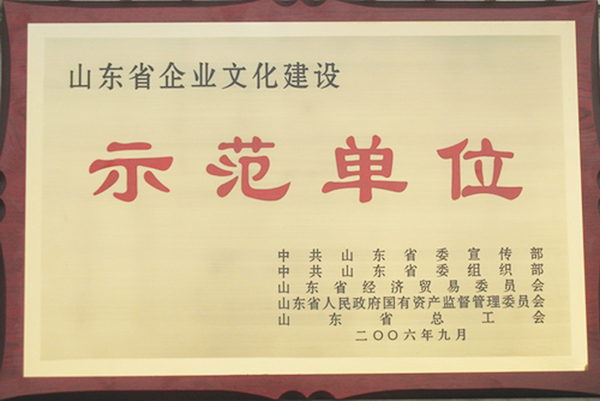 山东省企业文化建设
示范单位
中共山东省委宣传部
中共山东省委组织部
山东省经济贸易委员会
山东省人民政府国有资产监督管理委员会
山东省总工会
二〇〇六年九月